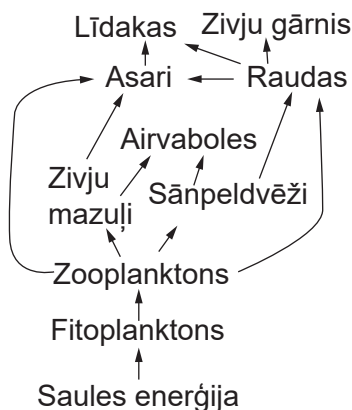 Līdakas
Zivju gārnis
Asari
Raudas
Airvaboles
Zivju
mazuļi
Sānpeldvēži
Zooplanktons
Fitoplanktons
Saules enerģija